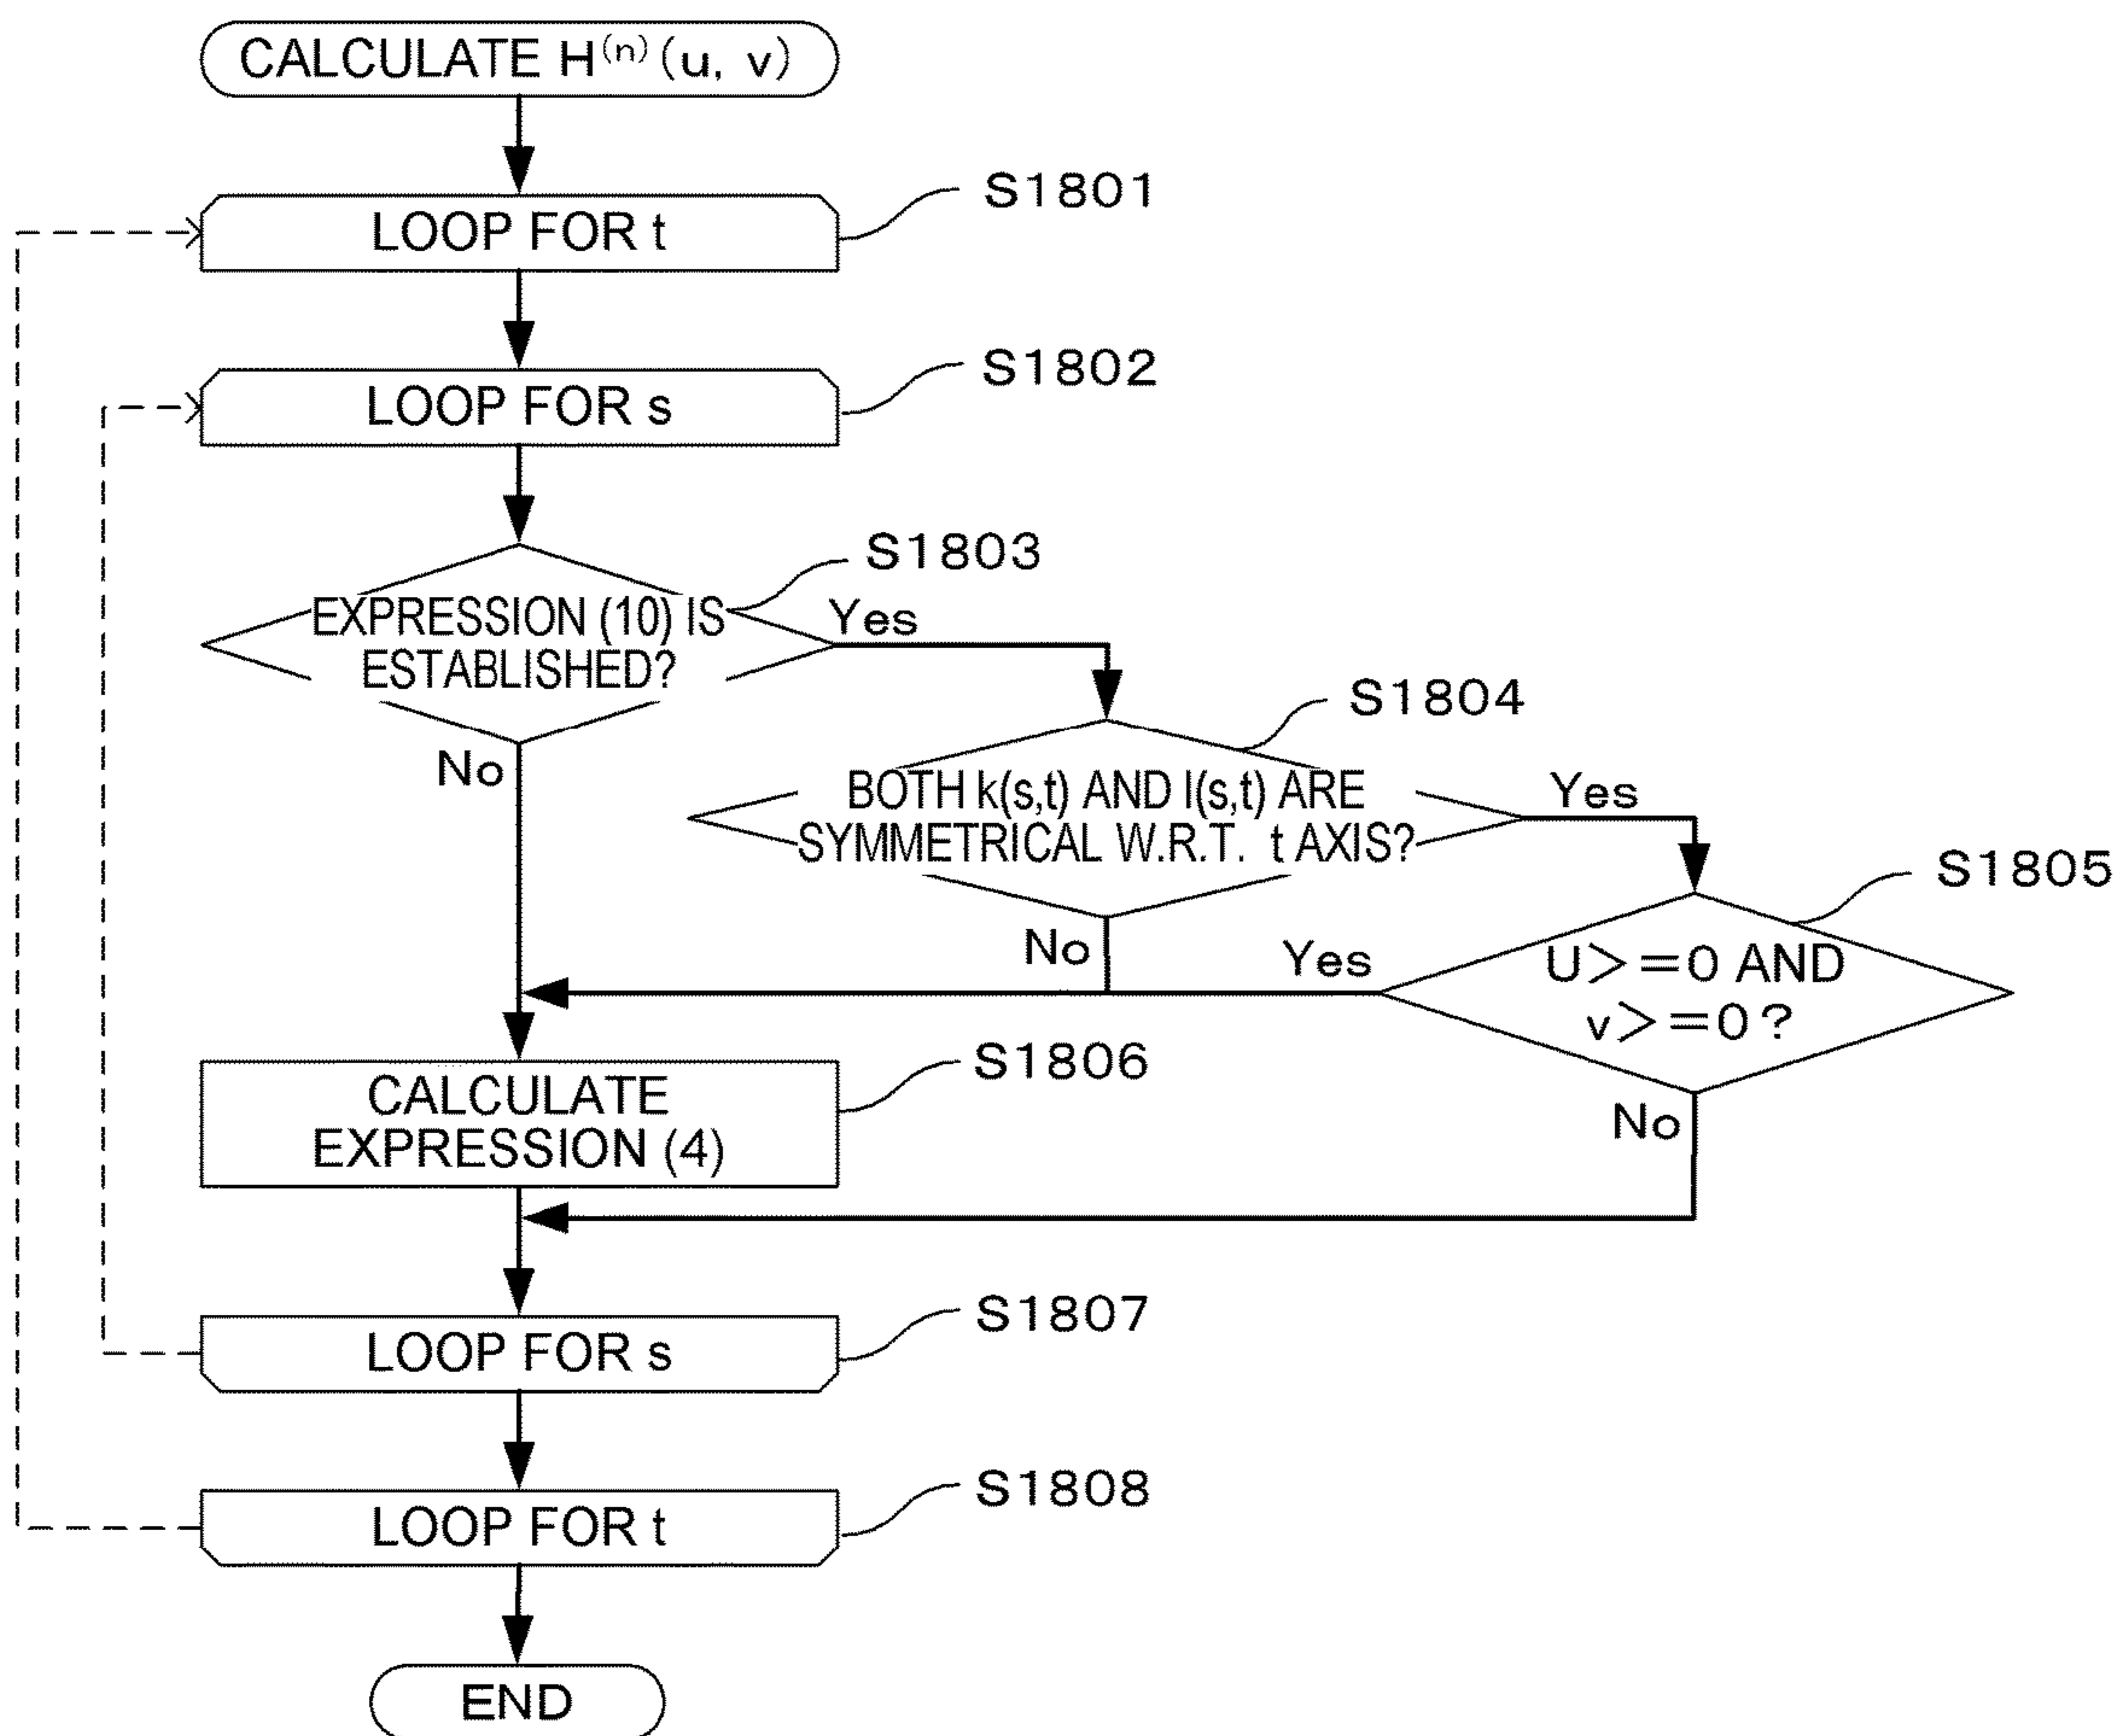 CALCULATE H(n) (u, v)
S1801
LOOP FOR t
S1802
LOOP FOR s
S1803
EXPRESSION (10) IS
ESTABLISHED?
Yes
No
S1804
BOTH k(s,t) AND l(s,t) ARE
SYMMETRICAL W.R.T. t AXIS?
Yes
No
S1805
U>=0 AND
v>=0?
Yes
No
S1806
CALCULATE
EXPRESSION (4)
S1807
LOOP FOR s
S1808
LOOP FOR t
END